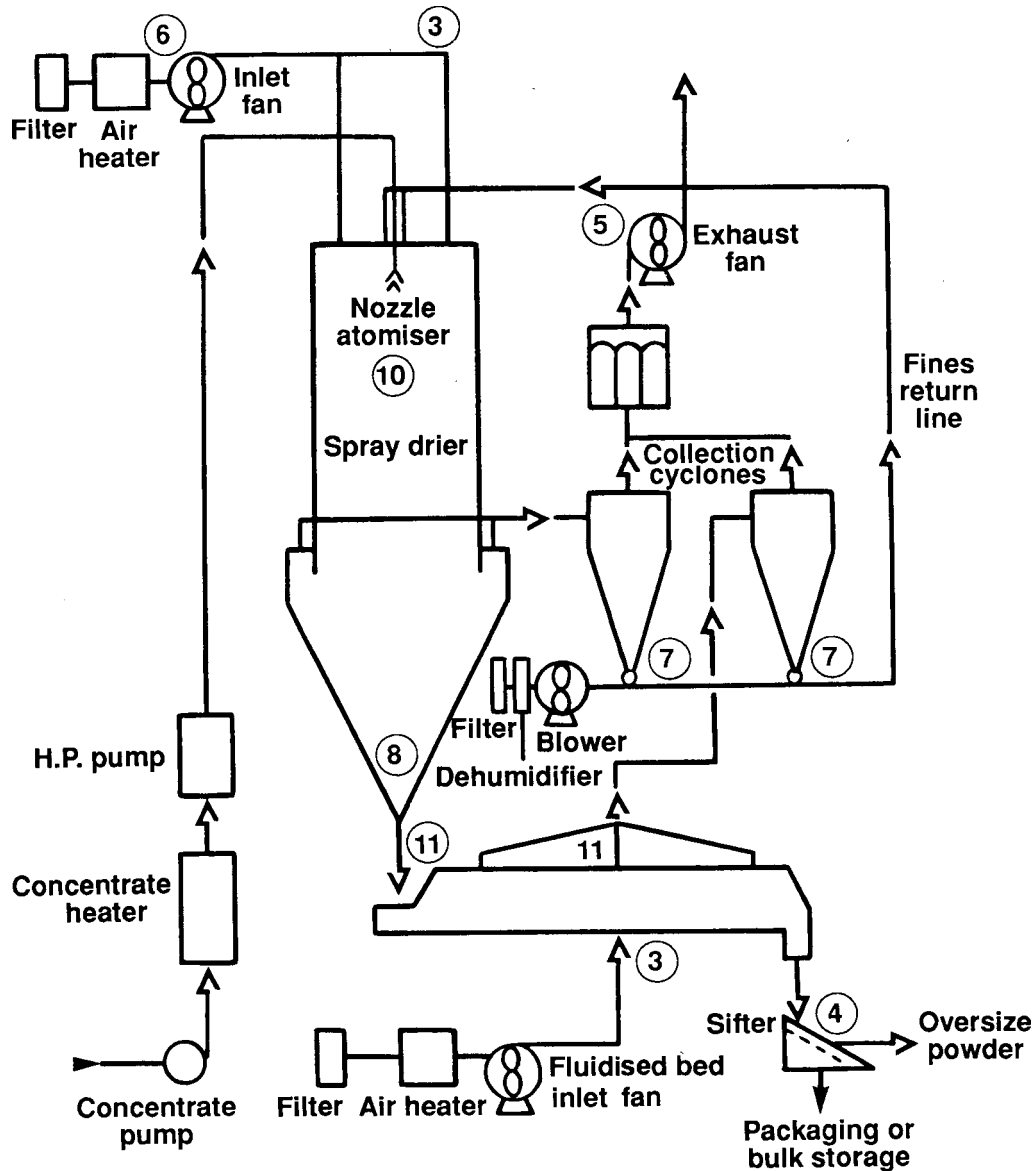 6
3
Inlet
fan
Filter
Air
heater
5
Exhaust
fan
Nozzle
atomiser
10
Fines
return
line
Spray drier
Collection
cyclones
7
7
Filter
Blower
Dehumidifier
8
H.P. pump
11
11
Concentrate
heater
3
4
Sifter
Oversize
powder
Filter
Air heater
Fluidised bed
inlet fan
Concentrate
pump
Packaging or
bulk storage